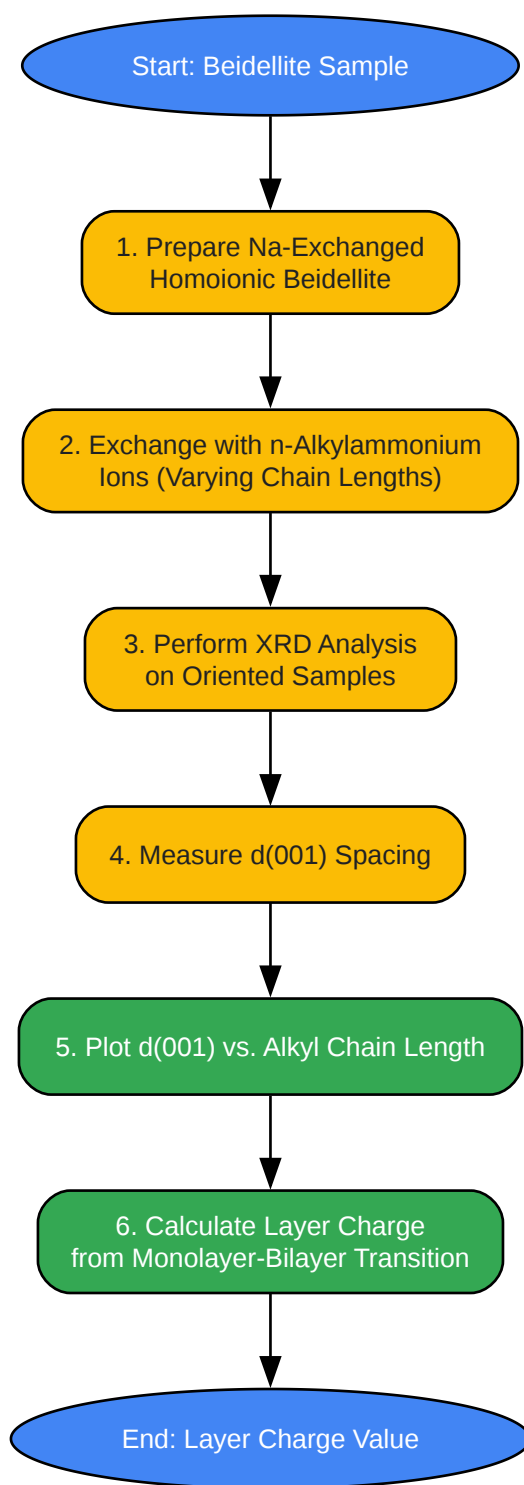 Start: Beidellite Sample
1. Prepare Na-Exchanged
Homoionic Beidellite
2. Exchange with n-Alkylammonium
Ions (Varying Chain Lengths)
3. Perform XRD Analysis
on Oriented Samples
4. Measure d(001) Spacing
5. Plot d(001) vs. Alkyl Chain Length
6. Calculate Layer Charge
from Monolayer-Bilayer Transition
End: Layer Charge Value